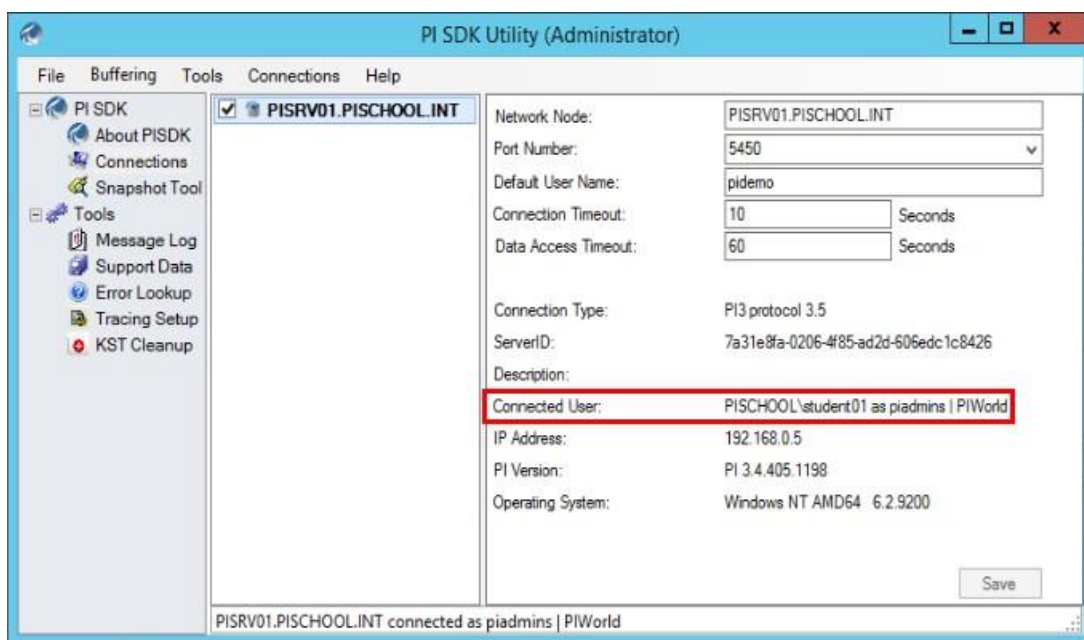 PI SDK Utility (Administrator)
File Buffering Tools Connections Help
PI SDK
About PISDK
Connections
Snapshot Tool
Tools
Message Log
Support Data
Error Lookup
Tracing Setup
KST Cleanup
PISRV01.PISCHOOL.INT
Network Node: PISRV01.PISCHOOL.INT
Port Number: 5450
Default User Name: pidemo
Connection Timeout: 10 Seconds
Data Access Timeout: 60 Seconds
Connection Type: PI3 protocol 3.5
ServerID: 7a31e8fa-0206-4f85-ad2d-606edc1c8426
Description:
Connected User: PISCHOOL\student01 as piadmins | PIWorld
IP Address: 192.168.0.5
PI Version: PI 3.4.405.1198
Operating System: Windows NT AMD64 6.2.9200
Save
PISRV01.PISCHOOL.INT connected as piadmins | PIWorld